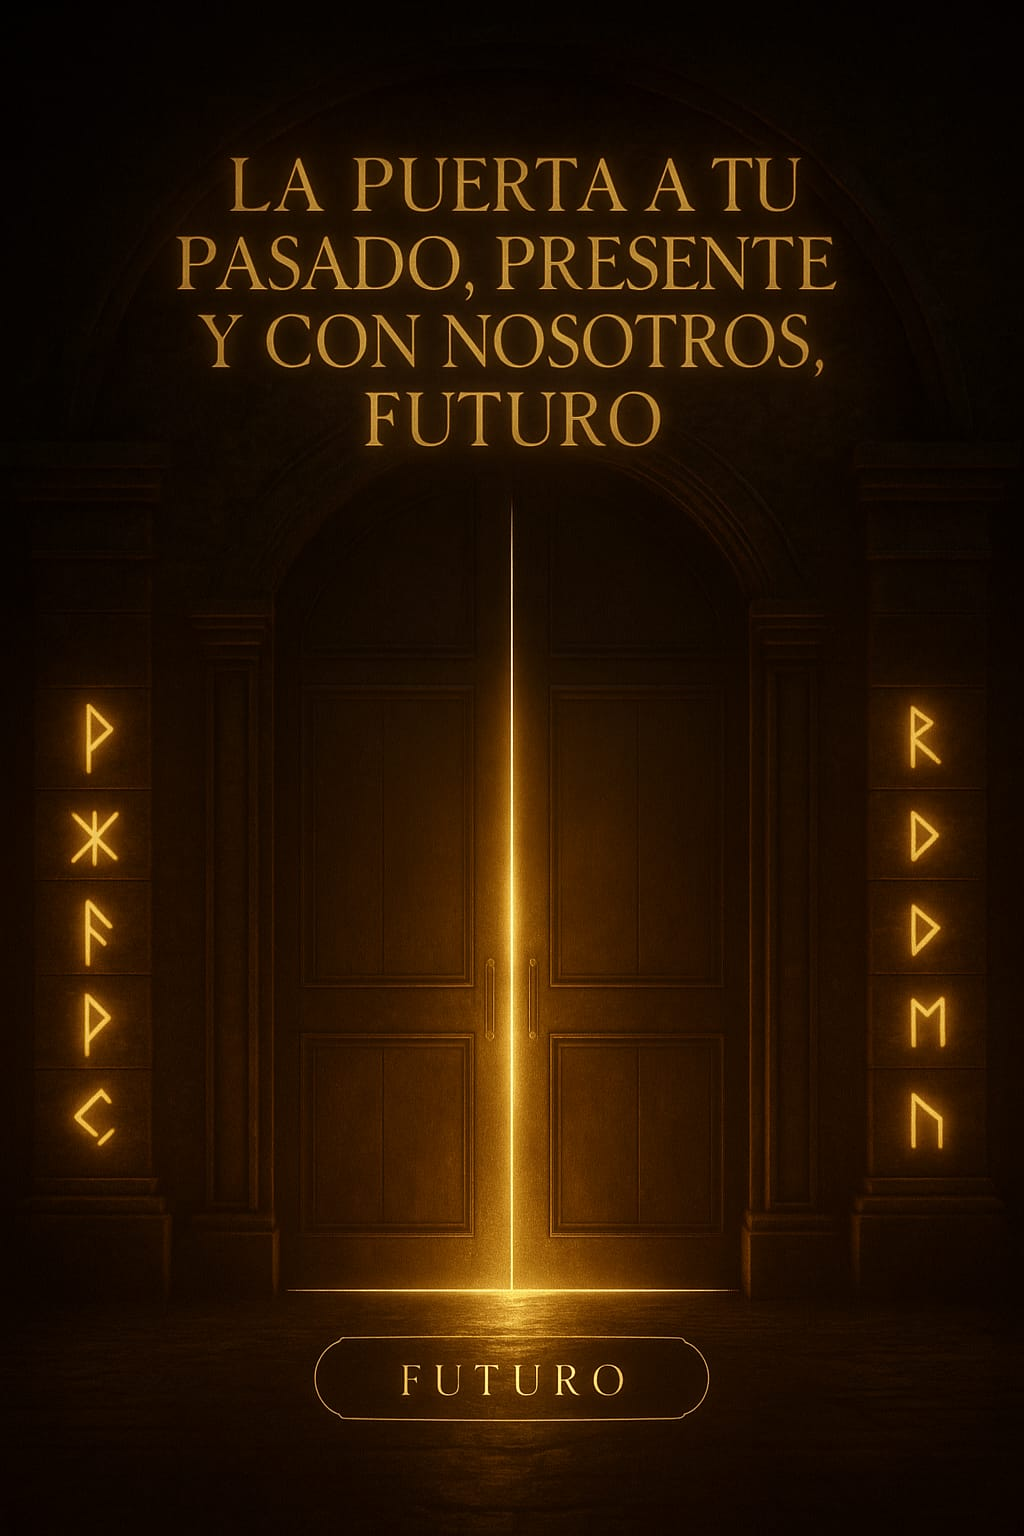 LA PUERTA A TU
PASADO, PRESENTE
Y CON NOSOTROS,
FUTURO
ᚹ
ᛡ
ᚨ
ᚹ
ᚱ
ᚦ
ᚦ
ᛖ
ᚢ
FUTURO